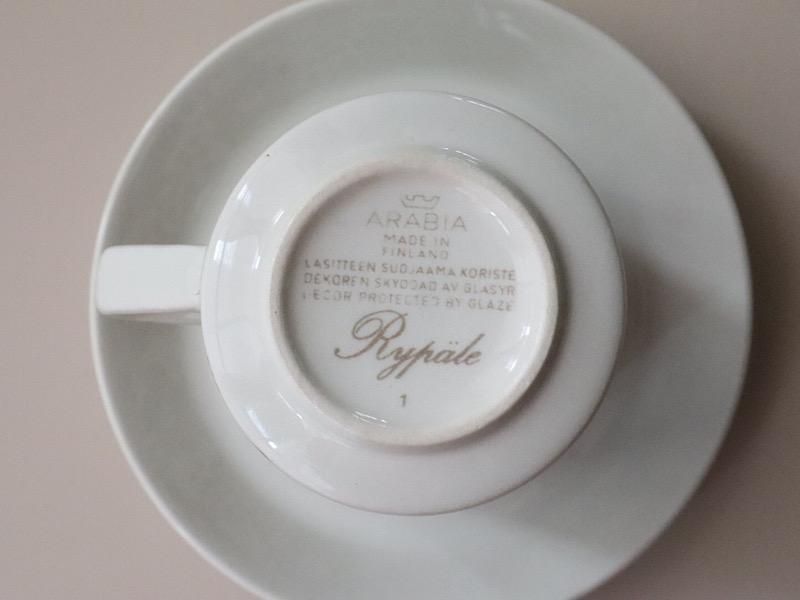 ARABIA
MADE IN
FINLAND
LASITTEEN SUOJAAMA KORISTE
DEKOREN SKYDDAD AV GLASYR
DECOR PROTECTED BY GLAZE
Rypäle
1